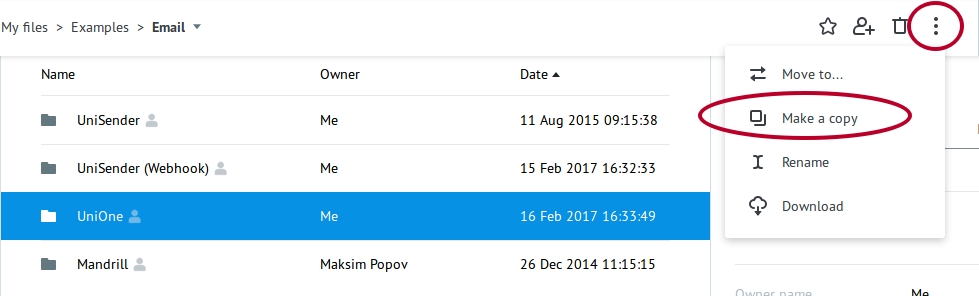 My files > Examples > Email
Name Owner Date
UniSender Me 11 Aug 2015 09:15:38
UniSender (Webhook) Me 15 Feb 2017 16:32:33
UniOne Me 16 Feb 2017 16:33:49
Mandrill Maksim Popov 26 Dec 2014 11:15:15
Move to...
Make a copy
Rename
Download
Owner name Me